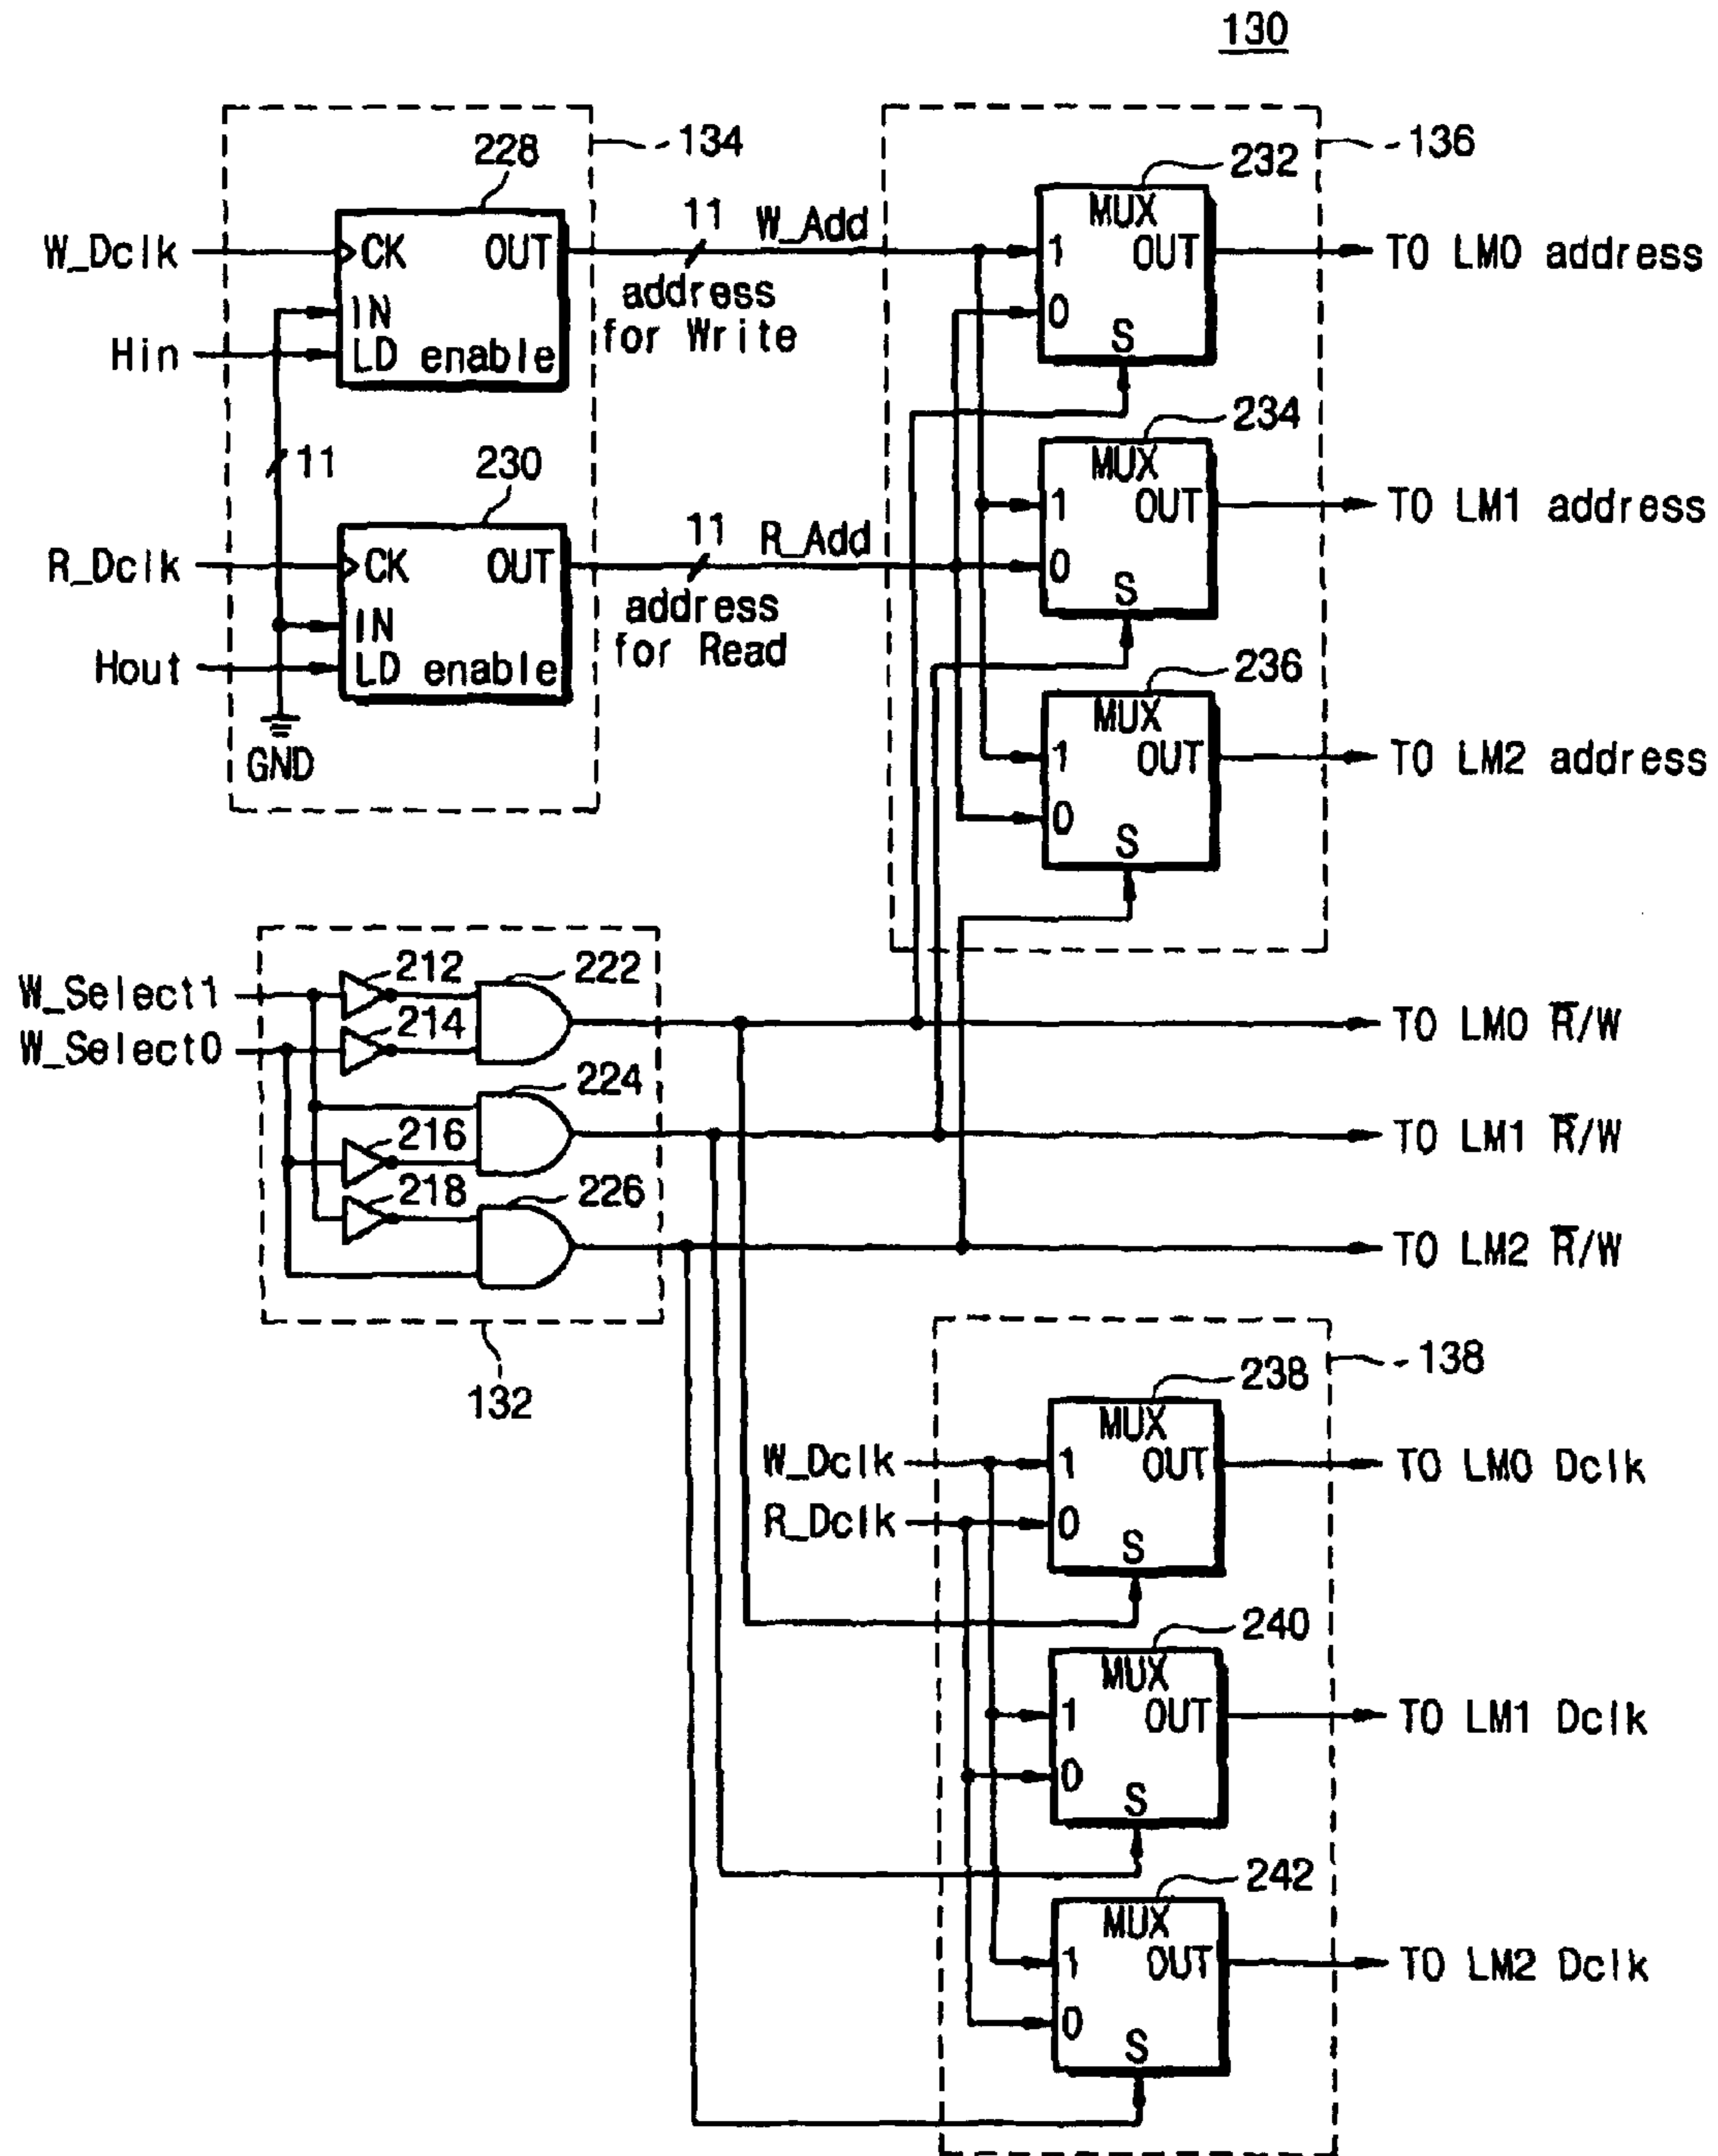 130
134
228
W_Dclk
CK OUT
IN
Hin
LD enable
11 W_Add
address
for Write
11
230
R_Dclk
CK OUT
IN
Hout
LD enable
GND
11 R_Add
address
for Read
136
232
MUX
1 OUT
0
S
TO LM0 address
234
MUX
1 OUT
0
S
TO LM1 address
236
MUX
1 OUT
0
S
TO LM2 address
W_Select1
W_Select0
212
222
214
224
216
218
226
132
TO LM0 R̅/W
TO LM1 R̅/W
TO LM2 R̅/W
138
W_Dclk
R_Dclk
238
MUX
1 OUT
0
S
TO LM0 Dclk
240
MUX
1 OUT
0
S
TO LM1 Dclk
242
MUX
1 OUT
0
S
TO LM2 Dclk